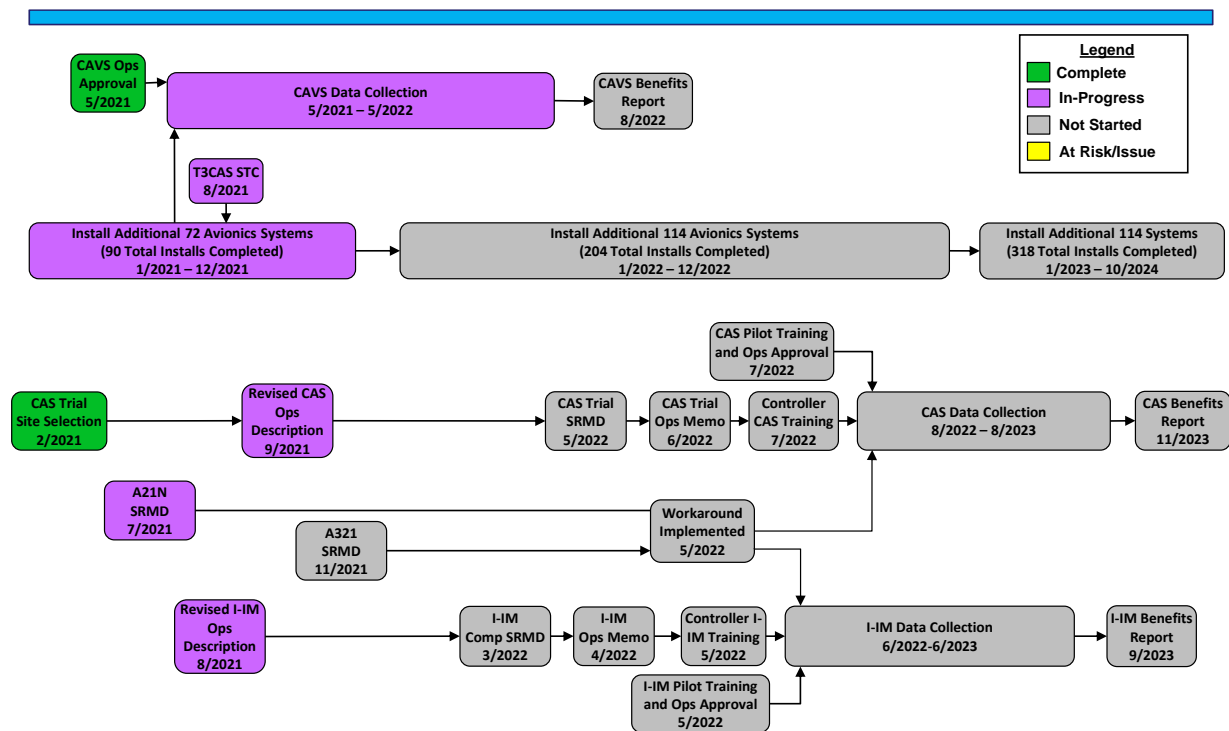 Legend
Complete
In-Progress
Not Started
At Risk/Issue
CAVS Ops
Approval
5/2021
CAVS Data Collection
5/2021 – 5/2022
CAVS Benefits
Report
8/2022
T3CAS STC
8/2021
Install Additional 72 Avionics Systems
(90 Total Installs Completed)
1/2021 – 12/2021
Install Additional 114 Avionics Systems
(204 Total Installs Completed)
1/2022 – 12/2022
Install Additional 114 Systems
(318 Total Installs Completed)
1/2023 – 10/2024
CAS Pilot Training
and Ops Approval
7/2022
CAS Trial
Site Selection
2/2021
Revised CAS
Ops
Description
9/2021
CAS Trial
SRMD
5/2022
CAS Trial
Ops Memo
6/2022
Controller
CAS Training
7/2022
CAS Data Collection
8/2022 – 8/2023
CAS Benefits
Report
11/2023
A21N
SRMD
7/2021
A321
SRMD
11/2021
Workaround
Implemented
5/2022
Revised I-IM
Ops
Description
8/2021
I-IM
Comp SRMD
3/2022
I-IM
Ops Memo
4/2022
Controller I-
IM Training
5/2022
I-IM Data Collection
6/2022-6/2023
I-IM Benefits
Report
9/2023
I-IM Pilot Training
and Ops Approval
5/2022